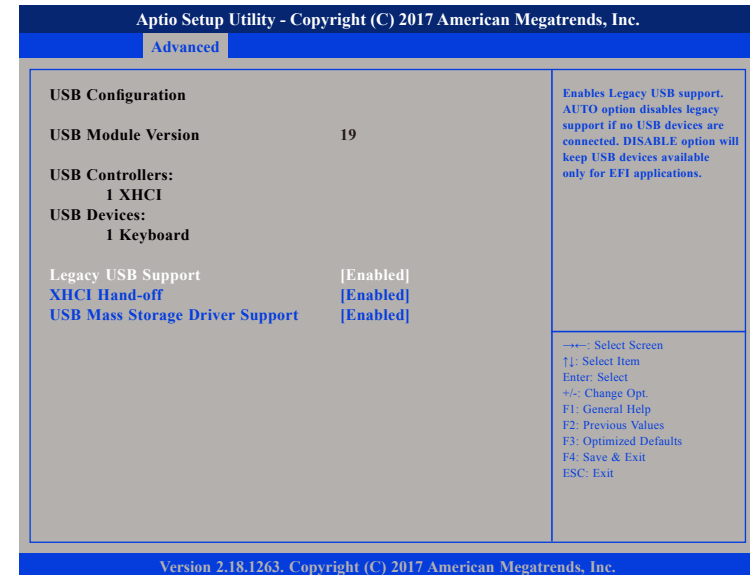 Aptio Setup Utility - Copyright (C) 2017 American Megatrends, Inc.
Advanced
USB Configuration
USB Module Version 19
USB Controllers:
1 XHCI
USB Devices:
1 Keyboard
Legacy USB Support [Enabled]
XHCI Hand-off [Enabled]
USB Mass Storage Driver Support [Enabled]
Enables Legacy USB support.
AUTO option disables legacy
support if no USB devices are
connected. DISABLE option will
keep USB devices available
only for EFI applications.
→←: Select Screen
↑↓: Select Item
Enter: Select
+/-: Change Opt.
F1: General Help
F2: Previous Values
F3: Optimized Defaults
F4: Save & Exit
ESC: Exit
Version 2.18.1263. Copyright (C) 2017 American Megatrends, Inc.